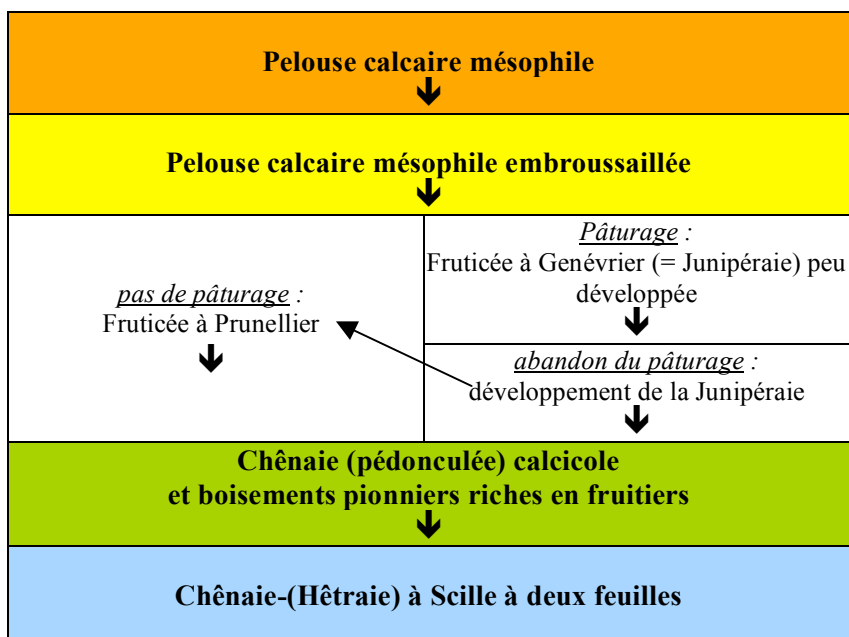 Pelouse calcaire mésophile
Pelouse calcaire mésophile embroussaillée
pas de pâturage :
Fruticée à Prunellier
Pâturage :
Fruticée à Genévrier (= Junipéraie) peu
développée
abandon du pâturage :
développement de la Junipéraie
Chênaie (pédonculée) calcicole
et boisements pionniers riches en fruitiers
Chênaie-(Hêtraie) à Scille à deux feuilles